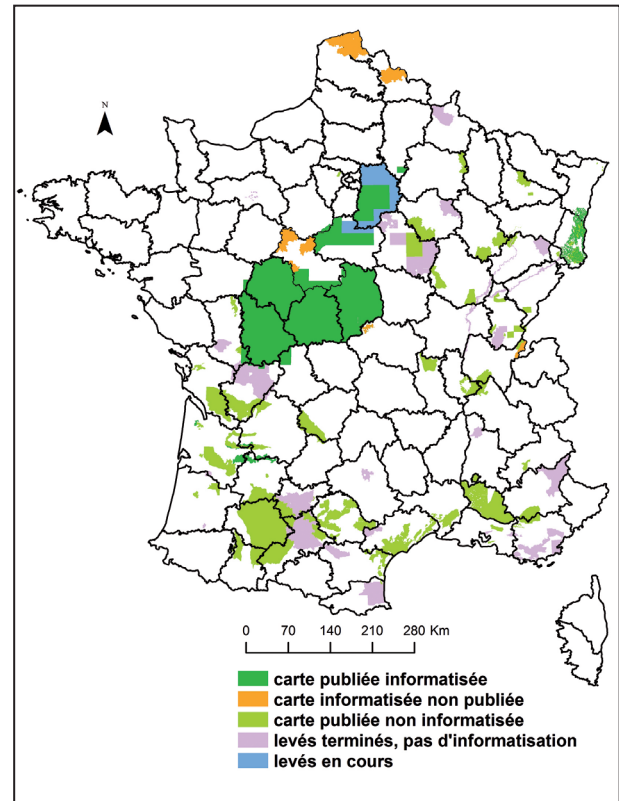 N
0 70 140 210 280 Km
carte publiée informatisée
carte informatisée non publiée
carte publiée non informatisée
levés terminés, pas d'informatisation
levés en cours